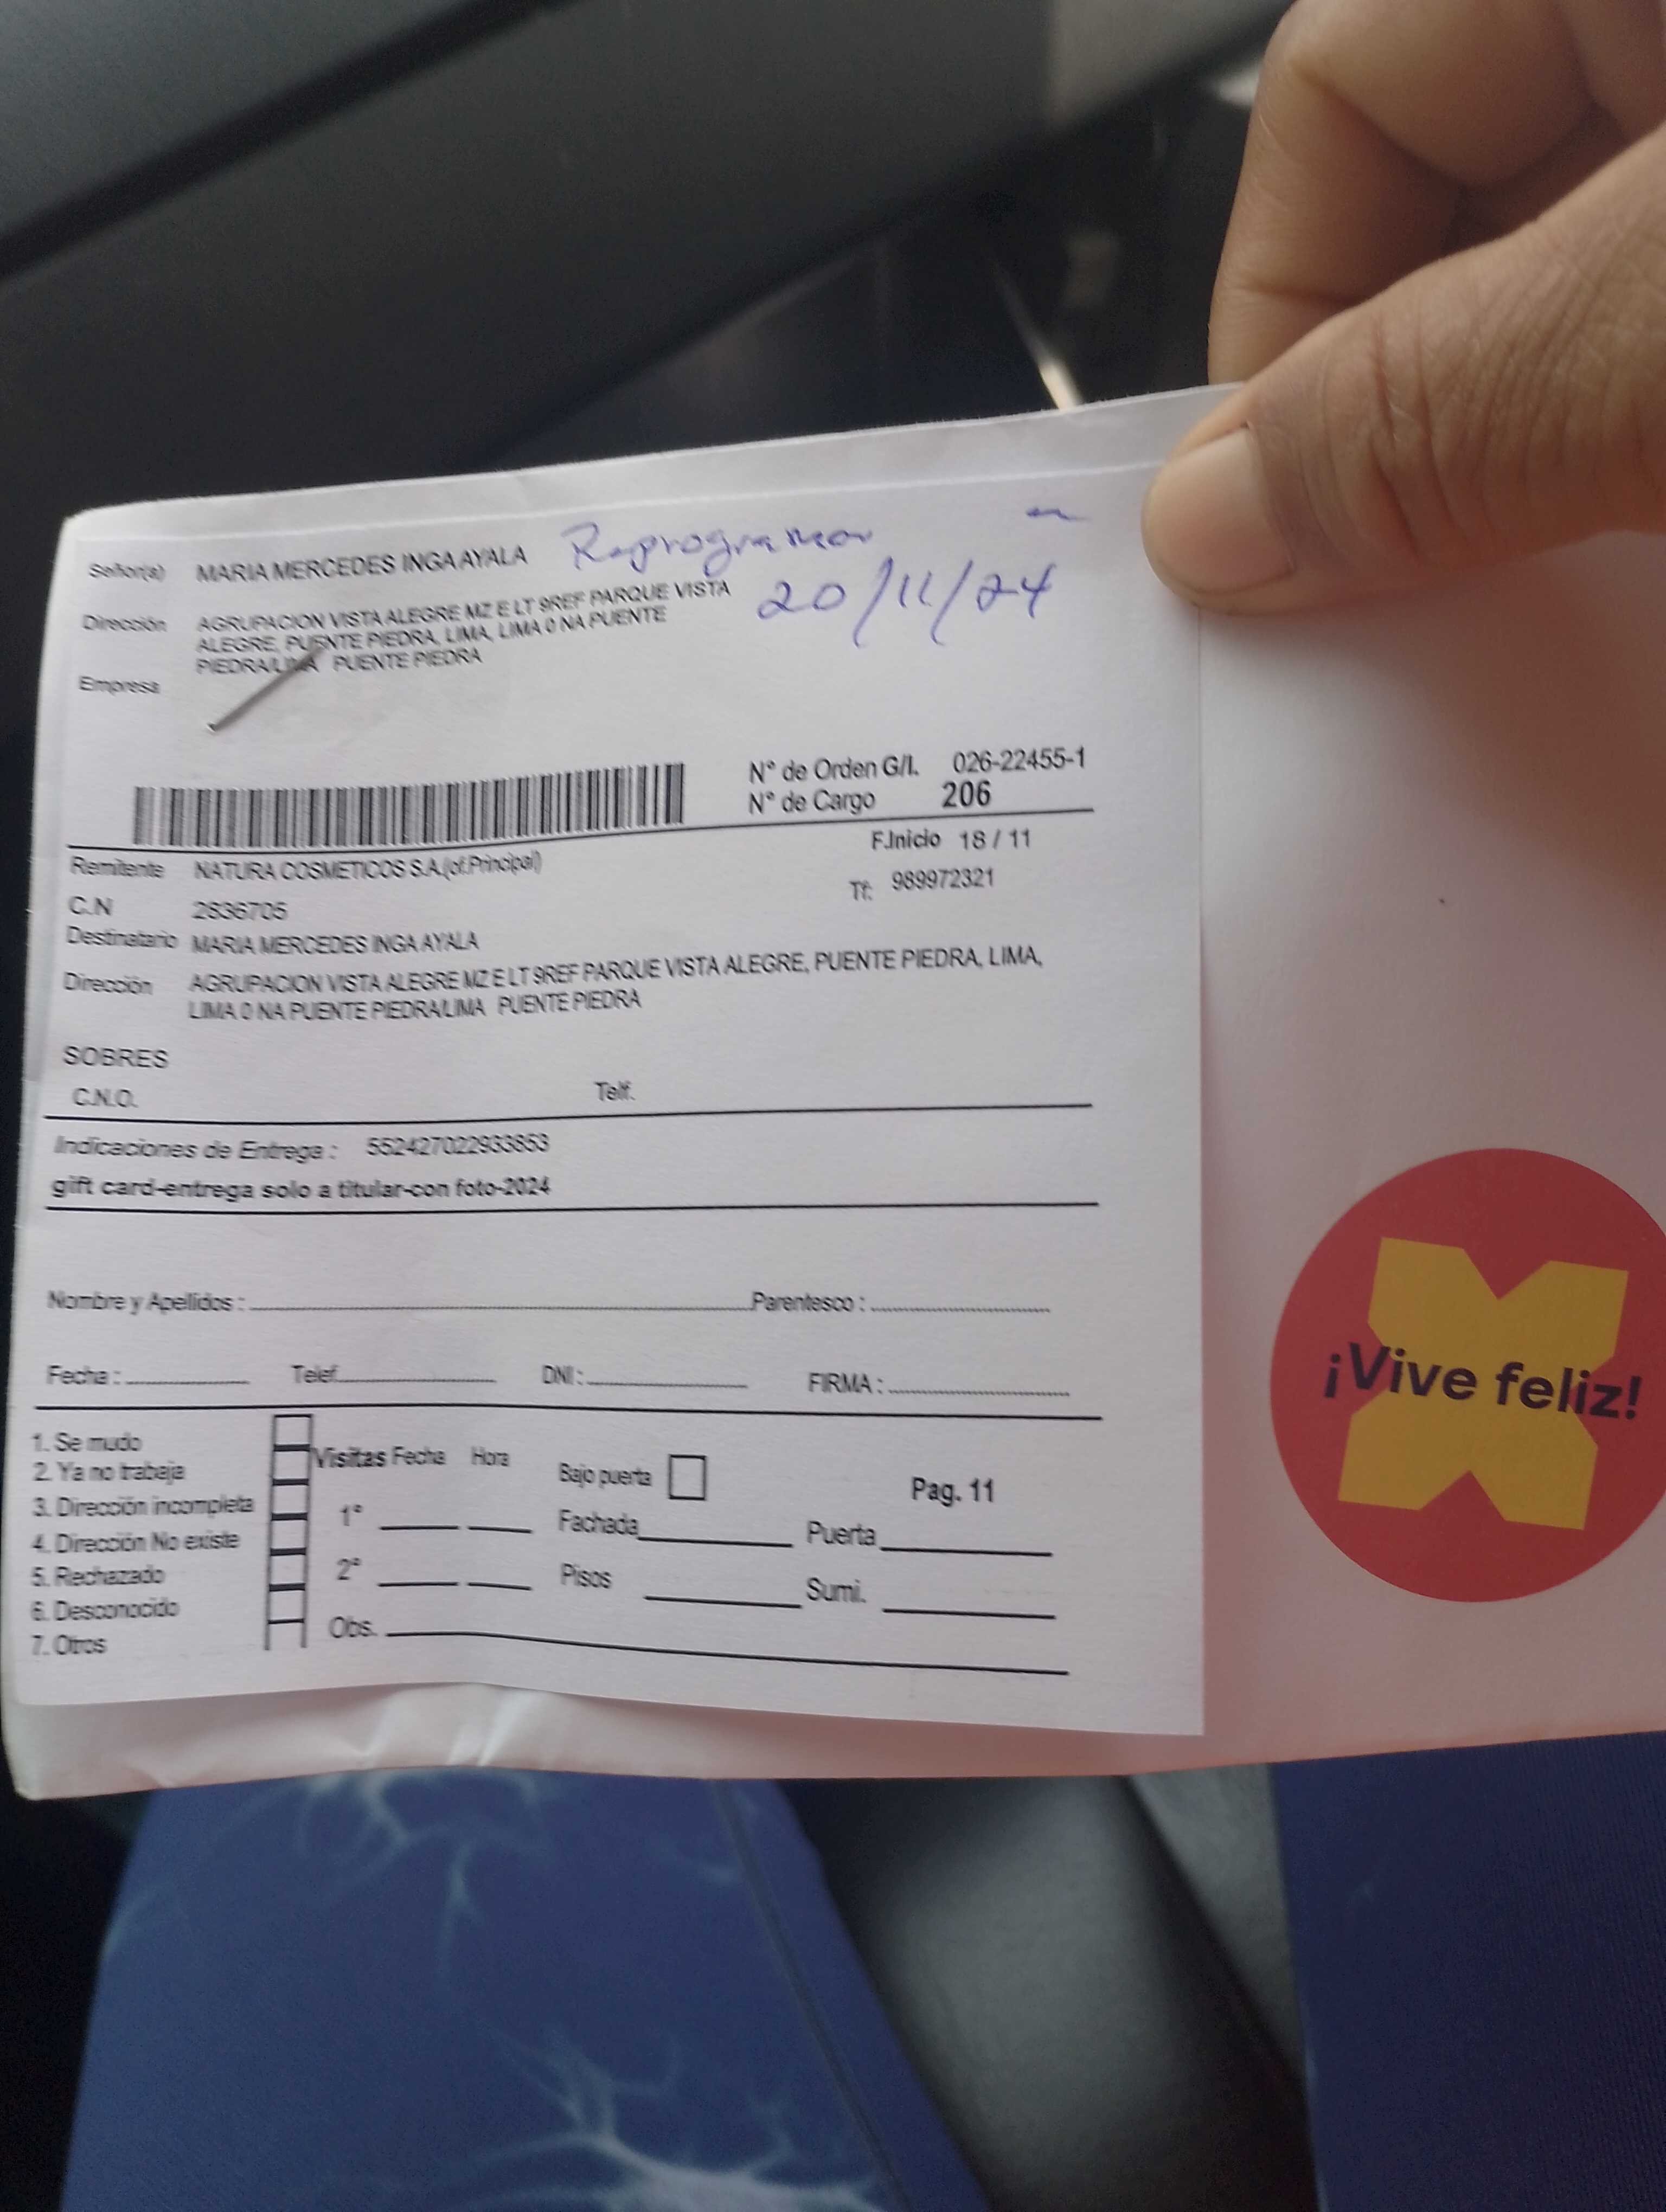 Señor(a) MARIA MERCEDES INGA AYALA Reprogramar
Dirección AGRUPACION VISTA ALEGRE MZ E LT 9REF PARQUE VISTA 20/11/24
ALEGRE, PUENTE PIEDRA, LIMA, LIMA 0 NA PUENTE
PIEDRA/LIMA PUENTE PIEDRA
Empresa
N° de Orden G/I. 026-22455-1
N° de Cargo 206
F.Inicio 18 / 11
Remitente NATURA COSMETICOS S.A.(of.Principal)
Tf: 989972321
C.N 2836705
Destinatario MARIA MERCEDES INGA AYALA
Dirección AGRUPACION VISTA ALEGRE MZ E LT 9REF PARQUE VISTA ALEGRE, PUENTE PIEDRA, LIMA,
LIMA 0 NA PUENTE PIEDRA/LIMA PUENTE PIEDRA
SOBRES
C.N.O. Telf.
Indicaciones de Entrega : 552427022933853
gift card-entrega solo a titular-con foto-2024
Nombre y Apellidos : Parentesco :
Fecha : Telef. DNI : FIRMA :
1. Se mudo
2. Ya no trabaja
3. Dirección incompleta
4. Dirección No existe
5. Rechazado
6. Desconocido
7. Otros
Visitas Fecha Hora
1°
2°
Obs.
Bajo puerta Pag. 11
Fachada Puerta
Pisos Sumi.
¡Vive feliz!